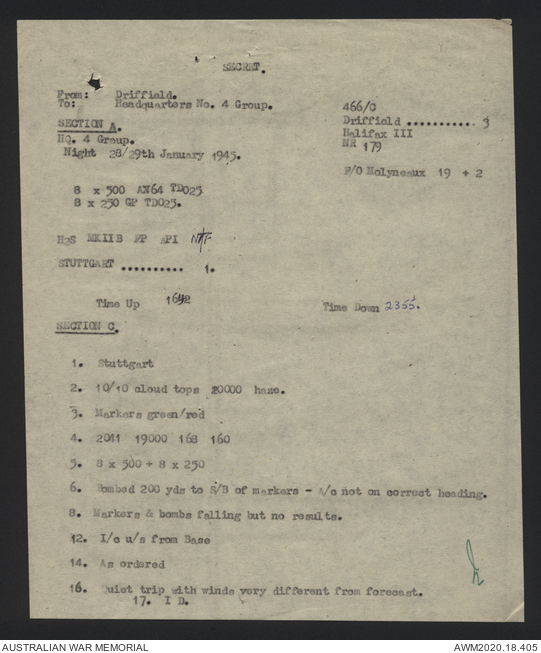 SECRET.
From: Driffield.
To: Headquarters No. 4 Group.
466/C
SECTION A.
Driffield ........... 3
HQ. 4 Group.
Halifax III
Night 28/29th January 1945.
NR 179
F/O Molyneaux 19 + 2
8 x 500 AN64 TD025
8 x 250 GP TD025.
H2S MKIIB FP API
STUTTGART .......... 1.
Time Up 1642
Time Down 2355.
SECTION C.
1. Stuttgart
2. 10/10 cloud tops 20000 haze.
3. Markers green/red
4. 2011 19000 168 160
5. 8 x 500 + 8 x 250
6. Bombed 200 yds to S/B of markers - A/c not on correct heading.
8. Markers & bombs falling but no results.
12. I/c u/s from Base
14. As ordered
16. Quiet trip with winds very different from forecast.
17. I D.
AUSTRALIAN WAR MEMORIAL
AWM2020.18.405